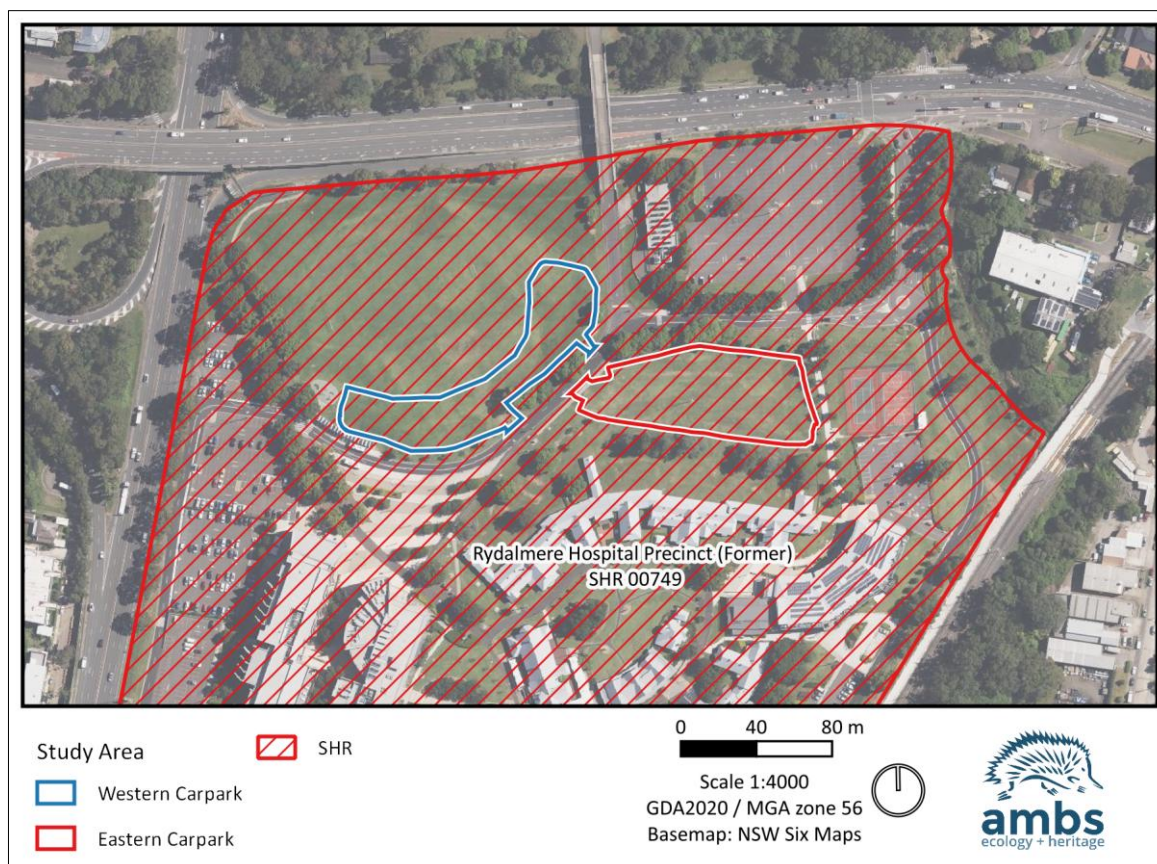 Rydalmere Hospital Precinct (Former)
SHR 00749
Study Area
Western Carpark
Eastern Carpark
SHR
0 40 80 m
Scale 1:4000
GDA2020 / MGA zone 56
Basemap: NSW Six Maps
ambs
ecology + heritage